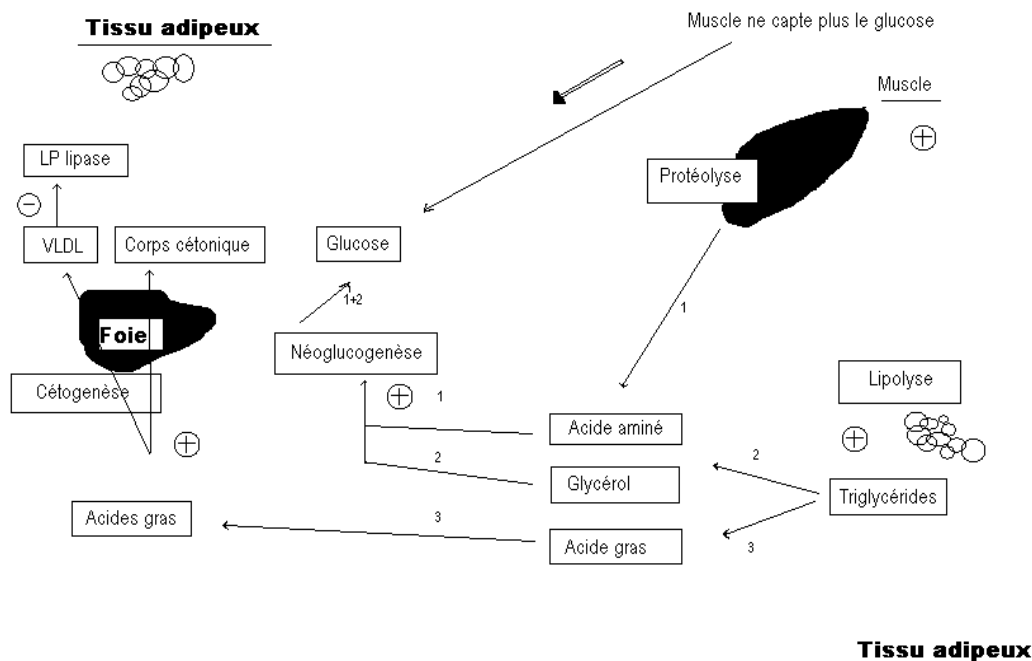 Tissu adipeux
Muscle ne capte plus le glucose
Muscle
+
LP lipase
Protéolyse
−
VLDL
Corps cétonique
Glucose
1+2
1
Foie
Néoglucogenèse
Cétogenèse
+
1
Lipolyse
Acide aminé
+
+
2
2
Glycérol
Triglycérides
Acides gras
3
Acide gras
3
Tissu adipeux